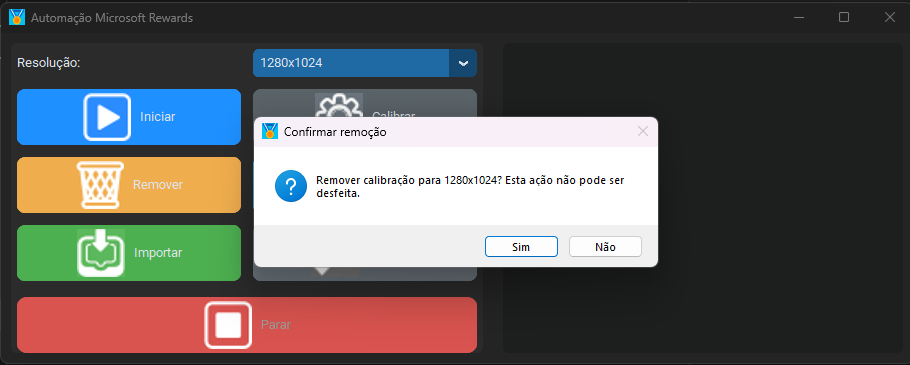 Automação Microsoft Rewards
Resolução:
1280x1024
Iniciar
Calibrar
Confirmar remoção
Remover calibração para 1280x1024? Esta ação não pode ser
desfeita.
Sim
Não
Remover
Importar
Parar